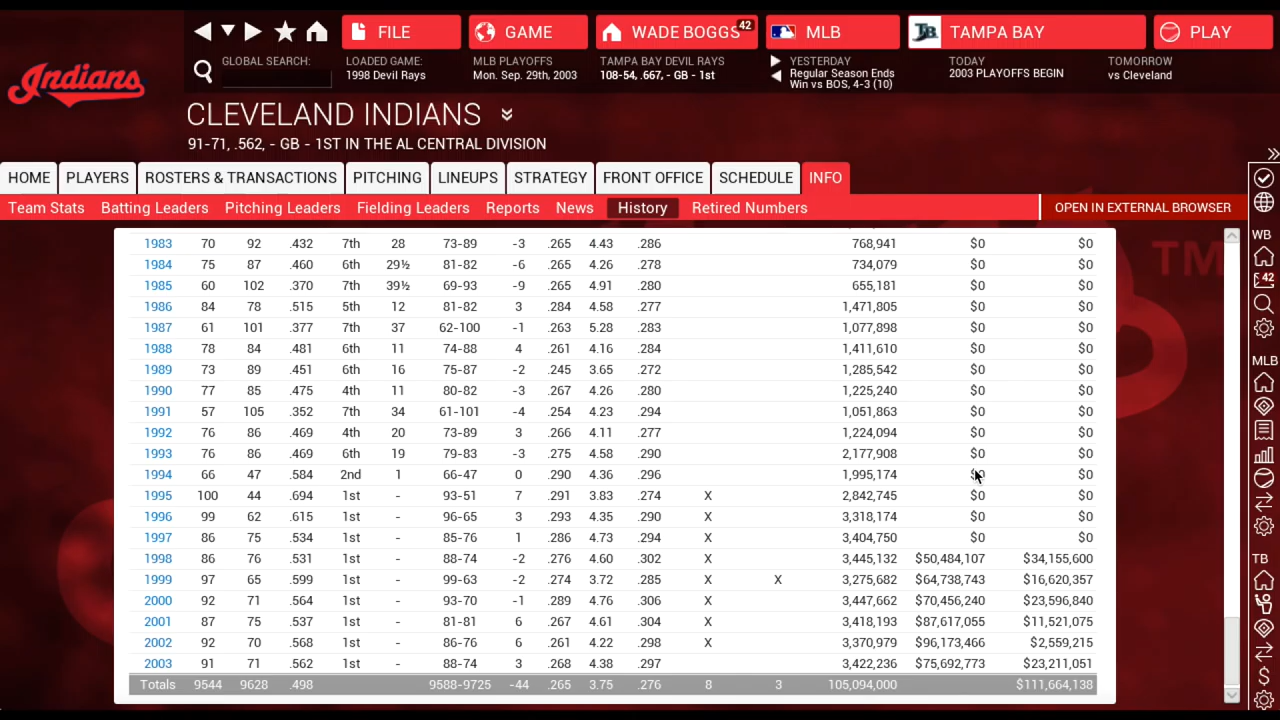 FILE
GAME
WADE BOGGS 42
MLB
TB TAMPA BAY
PLAY
Indians
GLOBAL SEARCH:
LOADED GAME:
1998 Devil Rays
MLB PLAYOFFS
Mon. Sep. 29th, 2003
TAMPA BAY DEVIL RAYS
108-54, .667, - GB - 1st
YESTERDAY
Regular Season Ends
Win vs BOS, 4-3 (10)
TODAY
2003 PLAYOFFS BEGIN
TOMORROW
vs Cleveland
CLEVELAND INDIANS
91-71, .562, - GB - 1ST IN THE AL CENTRAL DIVISION
HOME PLAYERS ROSTERS & TRANSACTIONS PITCHING LINEUPS STRATEGY FRONT OFFICE SCHEDULE INFO
Team Stats Batting Leaders Pitching Leaders Fielding Leaders Reports News History Retired Numbers OPEN IN EXTERNAL BROWSER
1983 70 92 .432 7th 28 73-89 -3 .265 4.43 .286 768,941 $0 $0
1984 75 87 .460 6th 29½ 81-82 -6 .265 4.26 .278 734,079 $0 $0
1985 60 102 .370 7th 39½ 69-93 -9 .265 4.91 .280 655,181 $0 $0
1986 84 78 .515 5th 12 81-82 3 .284 4.58 .277 1,471,805 $0 $0
1987 61 101 .377 7th 37 62-100 -1 .263 5.28 .283 1,077,898 $0 $0
1988 78 84 .481 6th 11 74-88 4 .261 4.16 .284 1,411,610 $0 $0
1989 73 89 .451 6th 16 75-87 -2 .245 3.65 .272 1,285,542 $0 $0
1990 77 85 .475 4th 11 80-82 -3 .267 4.26 .280 1,225,240 $0 $0
1991 57 105 .352 7th 34 61-101 -4 .254 4.23 .294 1,051,863 $0 $0
1992 76 86 .469 4th 20 73-89 3 .266 4.11 .277 1,224,094 $0 $0
1993 76 86 .469 6th 19 79-83 -3 .275 4.58 .290 2,177,908 $0 $0
1994 66 47 .584 2nd 1 66-47 0 .290 4.36 .296 1,995,174 $0 $0
1995 100 44 .694 1st - 93-51 7 .291 3.83 .274 X 2,842,745 $0 $0
1996 99 62 .615 1st - 96-65 3 .293 4.35 .290 X 3,318,174 $0 $0
1997 86 75 .534 1st - 85-76 1 .286 4.73 .294 X 3,404,750 $0 $0
1998 86 76 .531 1st - 88-74 -2 .276 4.60 .302 X 3,445,132 $50,484,107 $34,155,600
1999 97 65 .599 1st - 99-63 -2 .274 3.72 .285 X X 3,275,682 $64,738,743 $16,620,357
2000 92 71 .564 1st - 93-70 -1 .289 4.76 .306 X 3,447,662 $70,456,240 $23,596,840
2001 87 75 .537 1st - 81-81 6 .267 4.61 .304 X 3,418,193 $87,617,055 $11,521,215
2002 92 70 .568 1st - 86-76 6 .261 4.22 .298 X 3,370,979 $96,173,466 $2,559,215
2003 91 71 .562 1st - 88-74 3 .268 4.38 .297 3,422,236 $75,692,773 $23,211,051
Totals 9544 9628 .498 9588-9725 -44 .265 3.75 .276 8 3 105,094,000 $111,664,138
WB
42
MLB
TB
$
TM